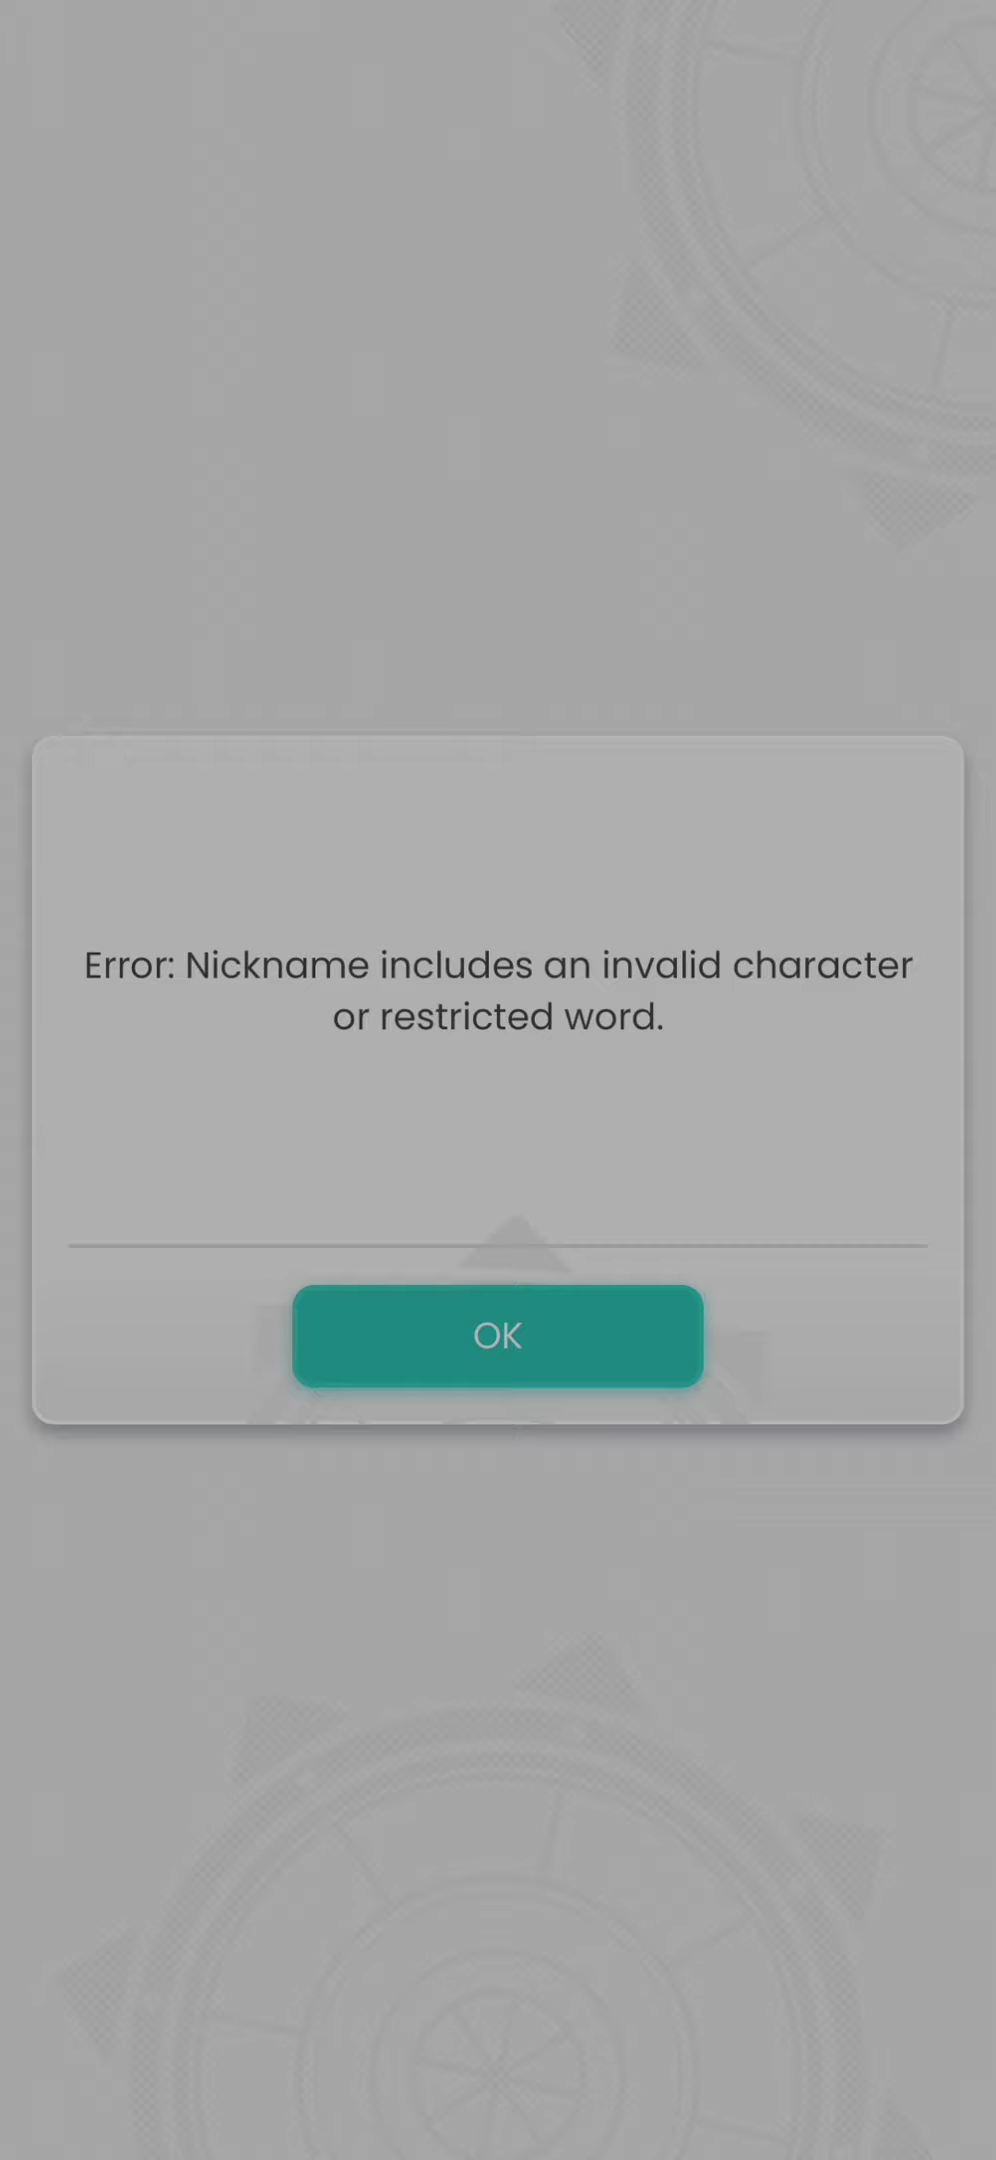 Error: Nickname includes an invalid character
or restricted word.
OK